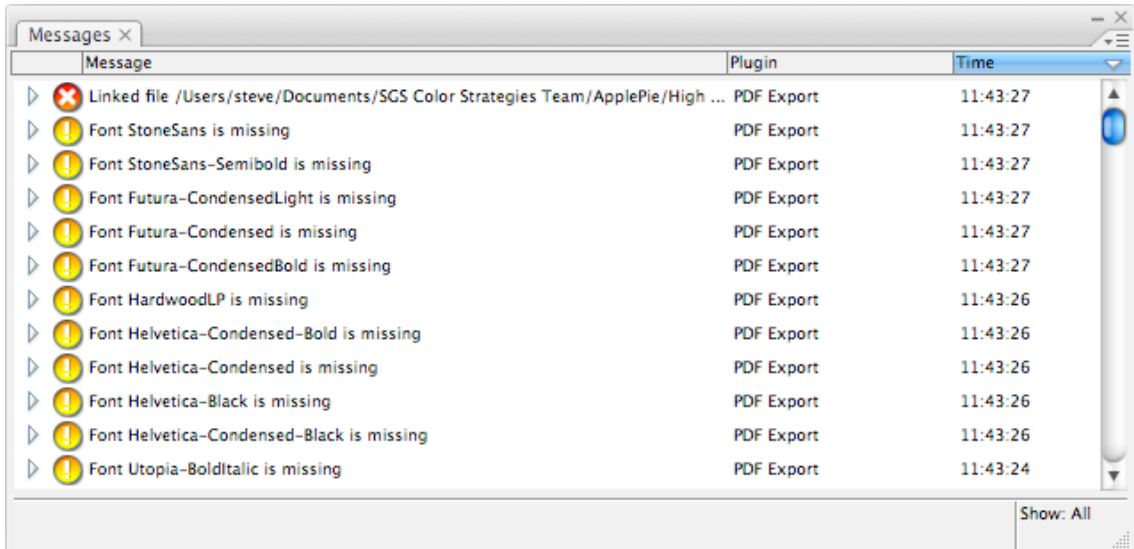 Messages
Message Plugin Time
Linked file /Users/steve/Documents/SGS Color Strategies Team/ApplePie/High ... PDF Export 11:43:27
Font StoneSans is missing PDF Export 11:43:27
Font StoneSans-Semibold is missing PDF Export 11:43:27
Font Futura-CondensedLight is missing PDF Export 11:43:27
Font Futura-Condensed is missing PDF Export 11:43:27
Font Futura-CondensedBold is missing PDF Export 11:43:27
Font HardwoodLP is missing PDF Export 11:43:26
Font Helvetica-Condensed-Bold is missing PDF Export 11:43:26
Font Helvetica-Condensed is missing PDF Export 11:43:26
Font Helvetica-Black is missing PDF Export 11:43:26
Font Helvetica-Condensed-Black is missing PDF Export 11:43:26
Font Utopia-BoldItalic is missing PDF Export 11:43:24
Show: All